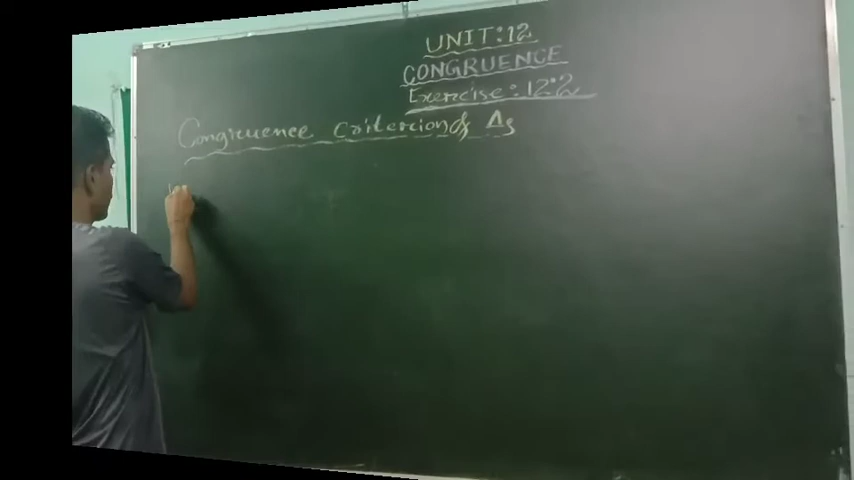 UNIT:12
CONGRUENCE
Exercise:12.2
Congruence criterion of Δs